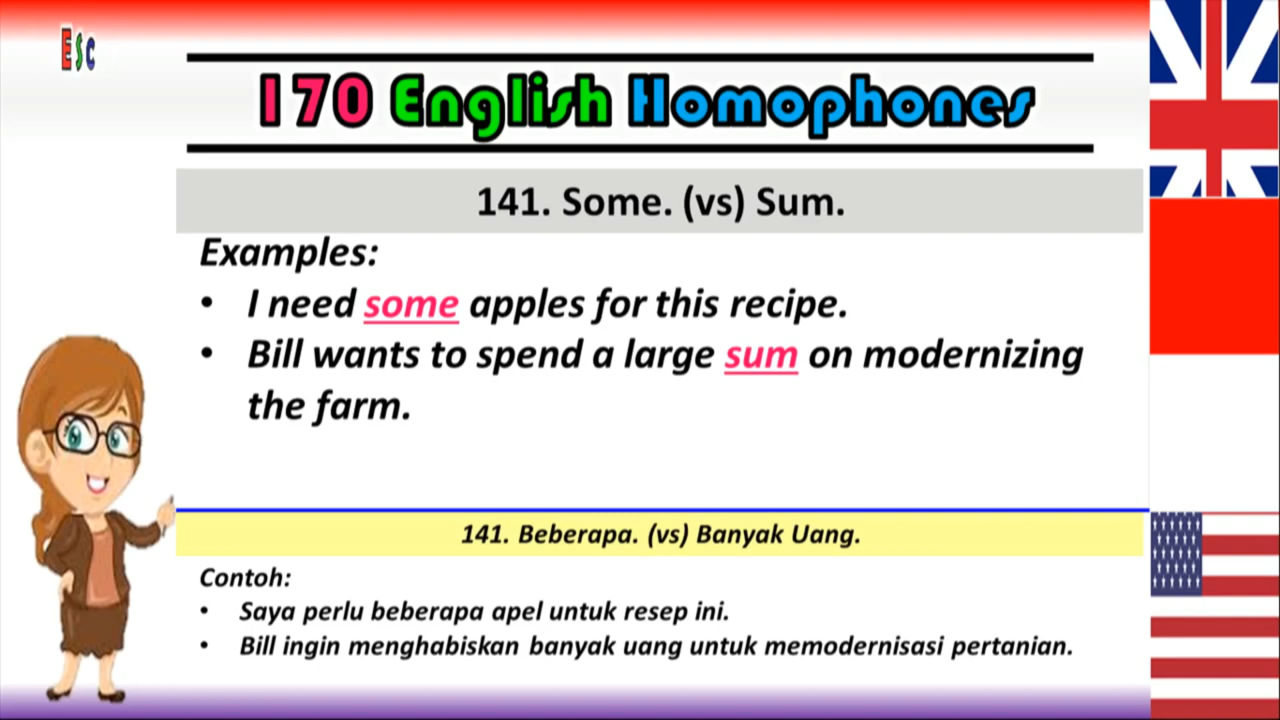 ESC
170 English Homophones
141. Some. (vs) Sum.
Examples:
• I need some apples for this recipe.
• Bill wants to spend a large sum on modernizing
the farm.
141. Beberapa. (vs) Banyak Uang.
Contoh:
• Saya perlu beberapa apel untuk resep ini.
• Bill ingin menghabiskan banyak uang untuk memodernisasi pertanian.